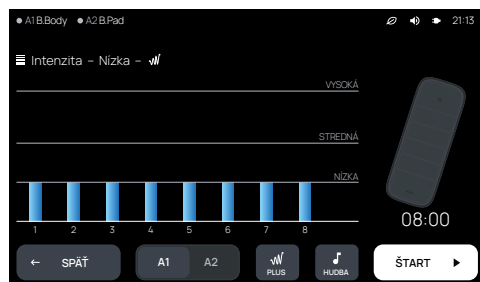 A1 B.Body A2 B.Pad 21:13
Intenzita – Nízka –
VYSOKÁ
STREDNÁ
NÍZKA
1 2 3 4 5 6 7 8
08:00
← SPÄŤ A1 A2 PLUS HUDBA ŠTART